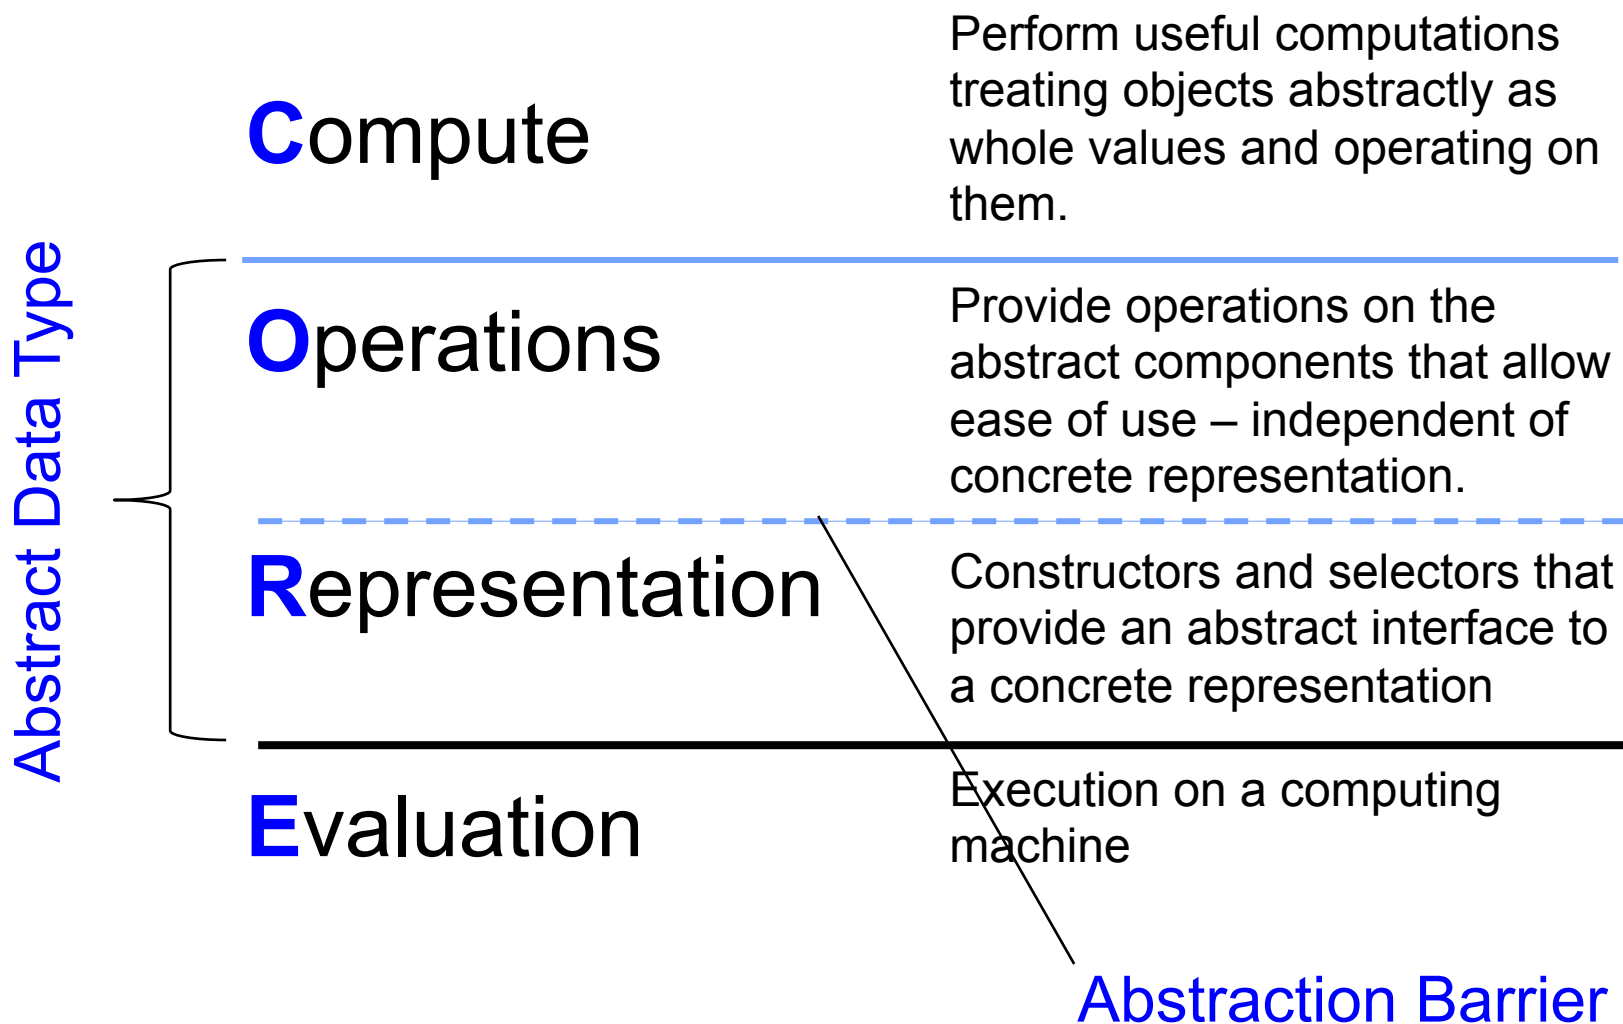 Abstract Data Type
Compute
Perform useful computations
treating objects abstractly as
whole values and operating on
them.
Operations
Provide operations on the
abstract components that allow
ease of use – independent of
concrete representation.
Representation
Constructors and selectors that
provide an abstract interface to
a concrete representation
Evaluation
Execution on a computing
machine
Abstraction Barrier